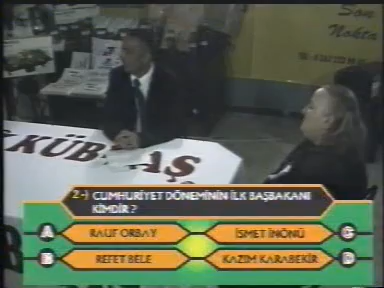 Son
Nokta
KÜB
AŞ
2-) CUMHURİYET DÖNEMİNİN İLK BAŞBAKANI
KİMDİR ?
A RAUF ORBAY
İSMET İNÖNÜ C
B REFET BELE
KAZIM KARABEKİR D